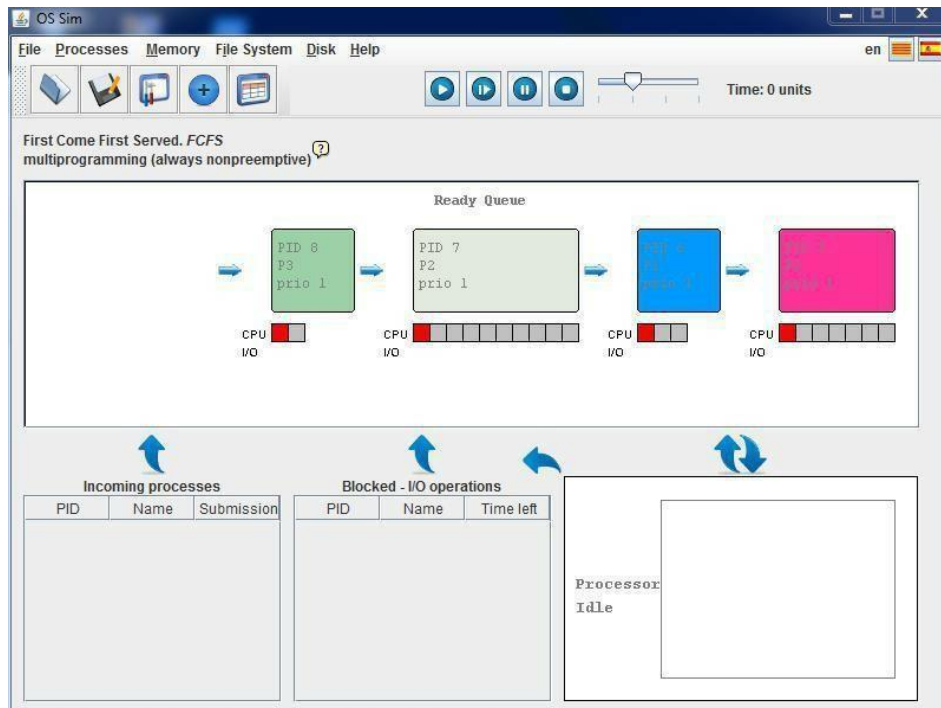 OS Sim
File Processes Memory File System Disk Help
en
Time: 0 units
First Come First Served. FCFS
multiprogramming (always nonpreemptive)
?
Ready Queue
PID 8
P3
prio 1
CPU
I/O
PID 7
P2
prio 1
CPU
I/O
CPU
I/O
CPU
I/O
Incoming processes
PID Name Submission
Blocked - I/O operations
PID Name Time left
Processor
Idle